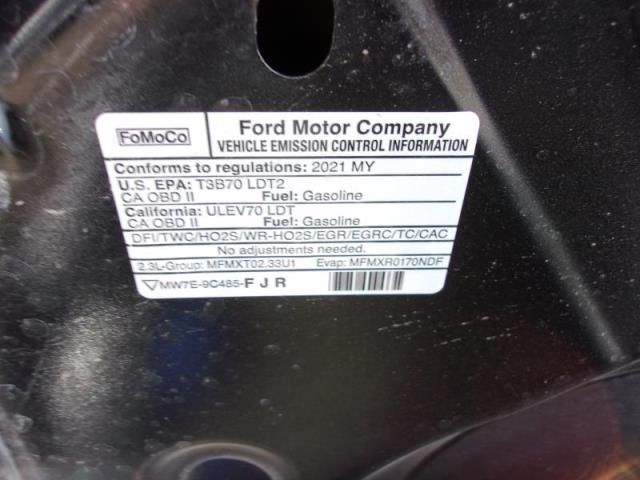 FoMoCo
Ford Motor Company
VEHICLE EMISSION CONTROL INFORMATION
Conforms to regulations: 2021 MY
U.S. EPA: T3B70 LDT2
CA OBD II Fuel: Gasoline
California: ULEV70 LDT
CA OBD II Fuel: Gasoline
DFI/TWC/HO2S/WR-HO2S/EGR/EGRC/TC/CAC
No adjustments needed.
2.3L-Group: MFMXT02.33U1 Evap: MFMXR0170NDF
MW7E-9C485-F J R